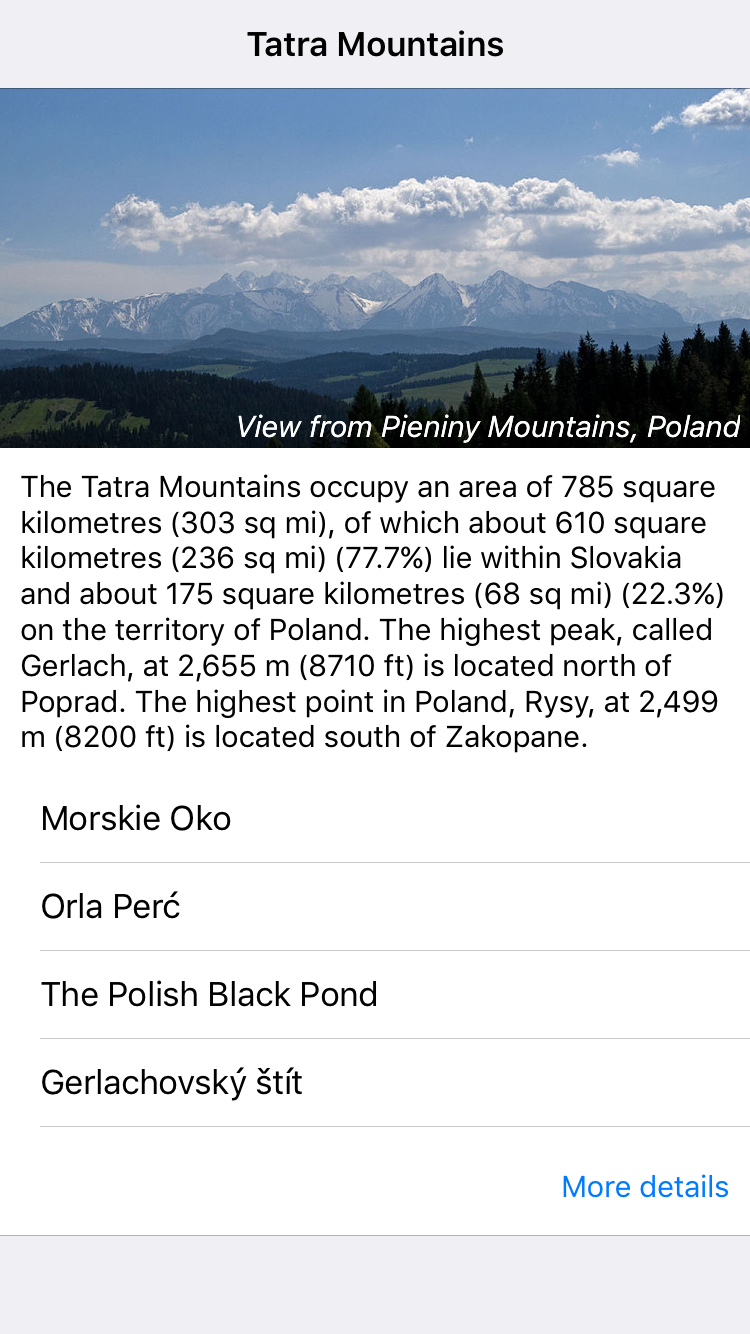 Tatra Mountains
View from Pieniny Mountains, Poland
The Tatra Mountains occupy an area of 785 square
kilometres (303 sq mi), of which about 610 square
kilometres (236 sq mi) (77.7%) lie within Slovakia
and about 175 square kilometres (68 sq mi) (22.3%)
on the territory of Poland. The highest peak, called
Gerlach, at 2,655 m (8710 ft) is located north of
Poprad. The highest point in Poland, Rysy, at 2,499
m (8200 ft) is located south of Zakopane.
Morskie Oko
Orla Perć
The Polish Black Pond
Gerlachovský štít
More details